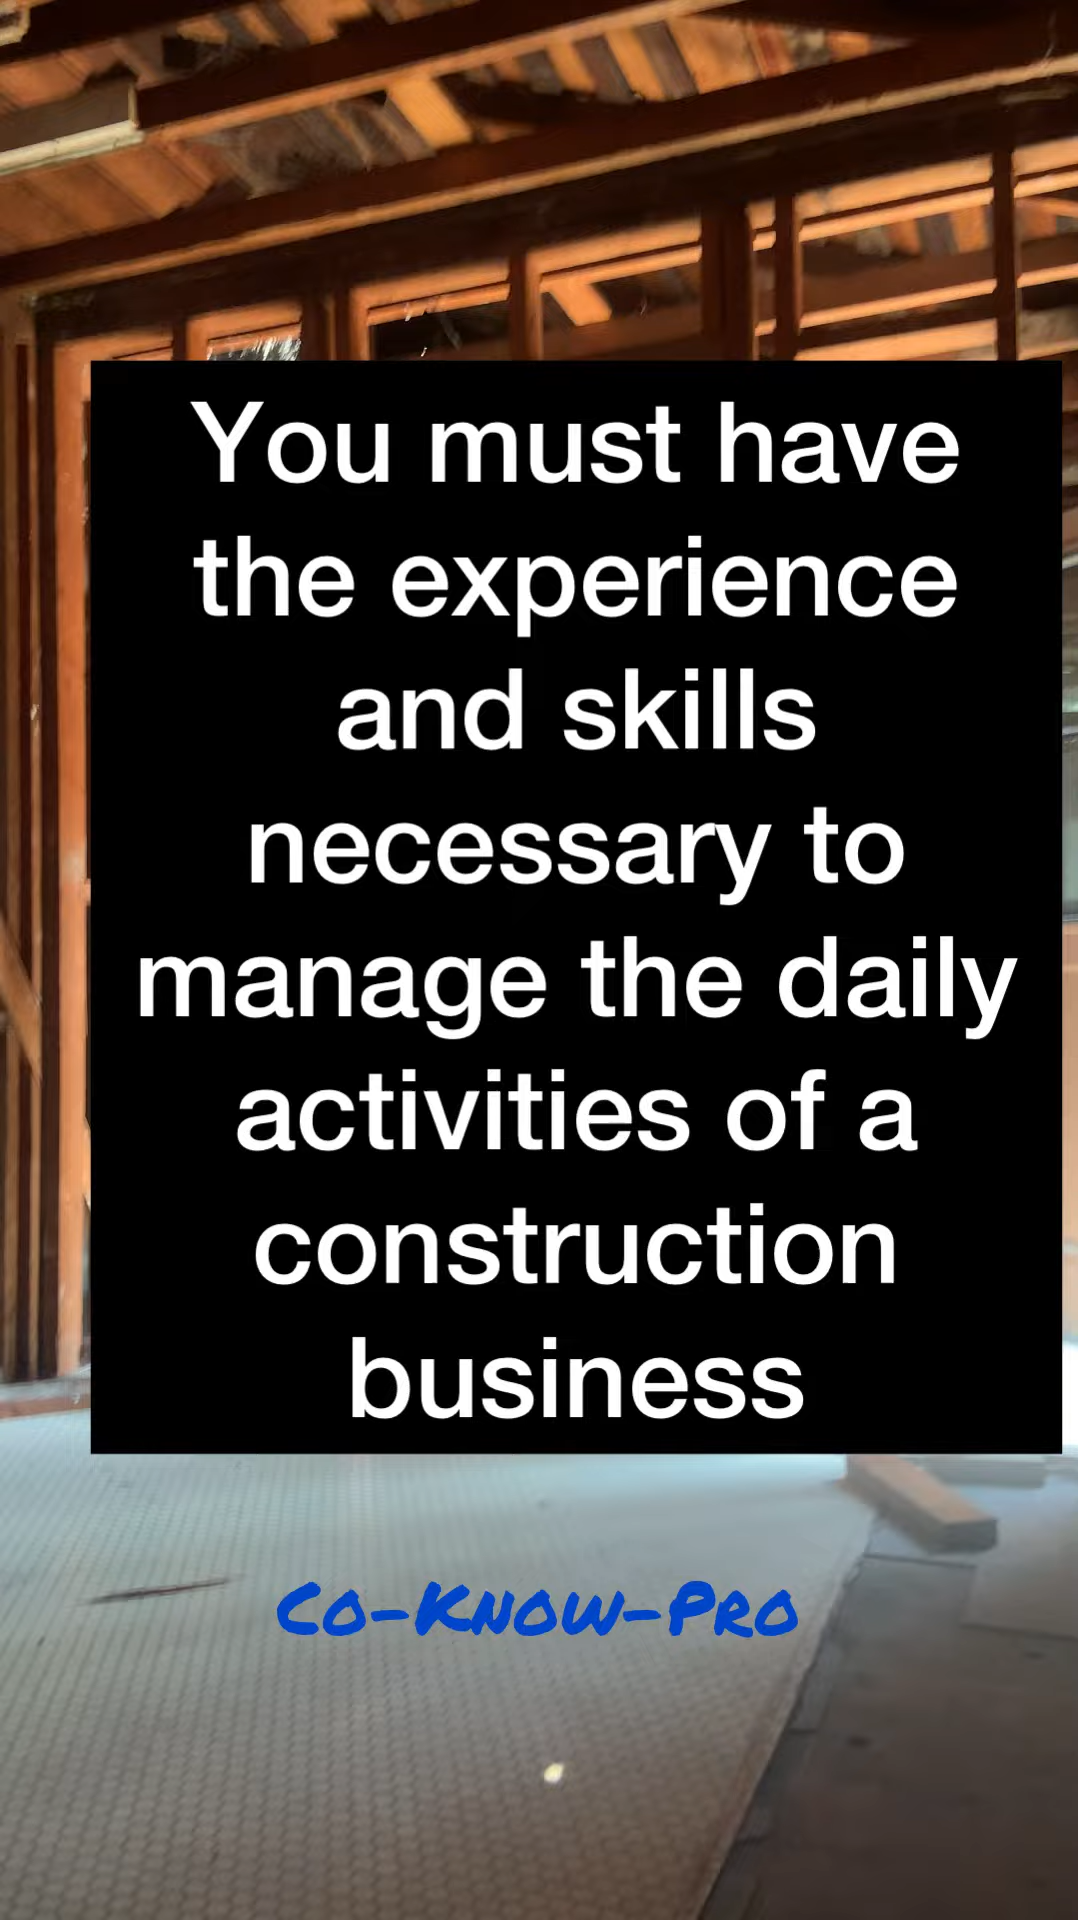 You must have
the experience
and skills
necessary to
manage the daily
activities of a
construction
business
Co-Know-Pro